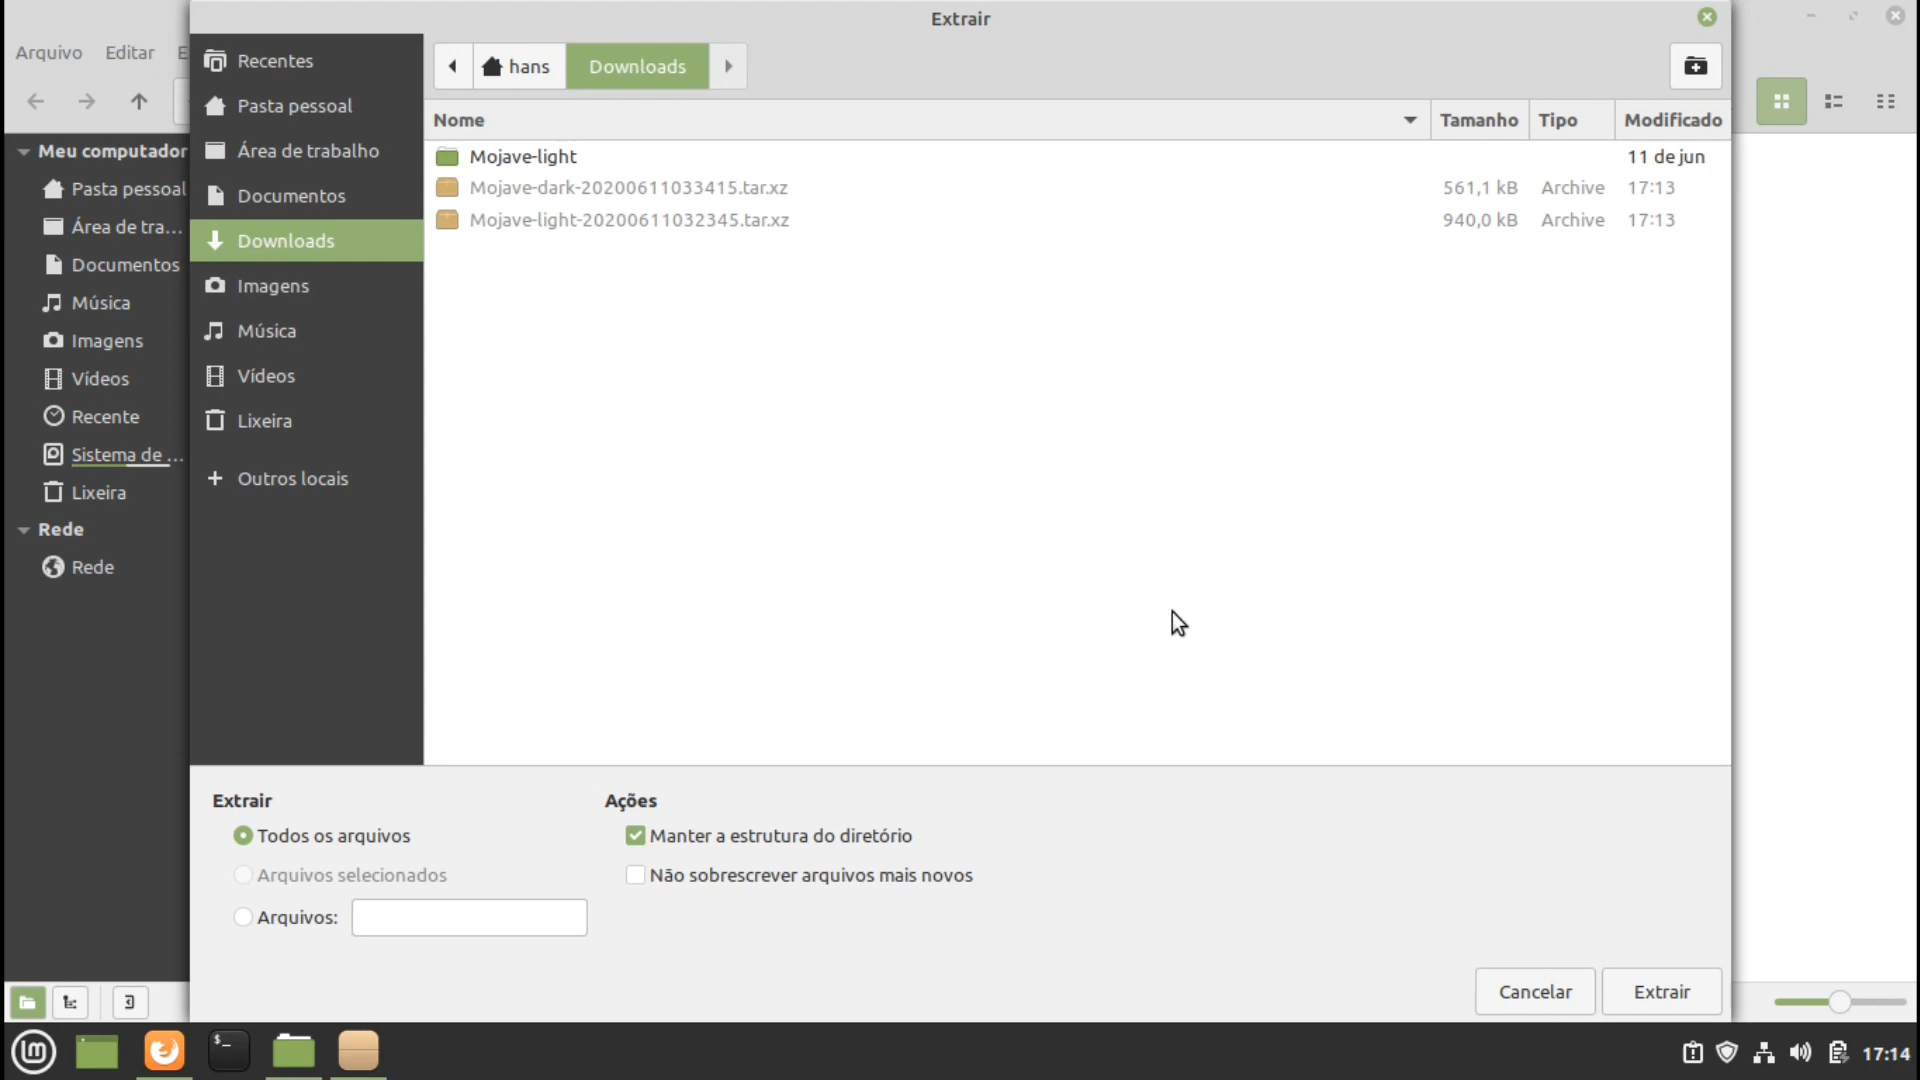 Extrair
Arquivo Editar E
Meu computador
Pasta pessoal
Área de tra...
Documentos
Música
Imagens
Vídeos
Recente
Sistema de ...
Lixeira
Rede
Rede
Recentes
Pasta pessoal
Área de trabalho
Documentos
Downloads
Imagens
Música
Vídeos
Lixeira
Outros locais
hans Downloads
Nome Tamanho Tipo Modificado
Mojave-light 11 de jun
Mojave-dark-20200611033415.tar.xz 561,1 kB Archive 17:13
Mojave-light-20200611032345.tar.xz 940,0 kB Archive 17:13
Extrair
Todos os arquivos
Arquivos selecionados
Arquivos:
Ações
Manter a estrutura do diretório
Não sobrescrever arquivos mais novos
Cancelar Extrair
$_
17:14